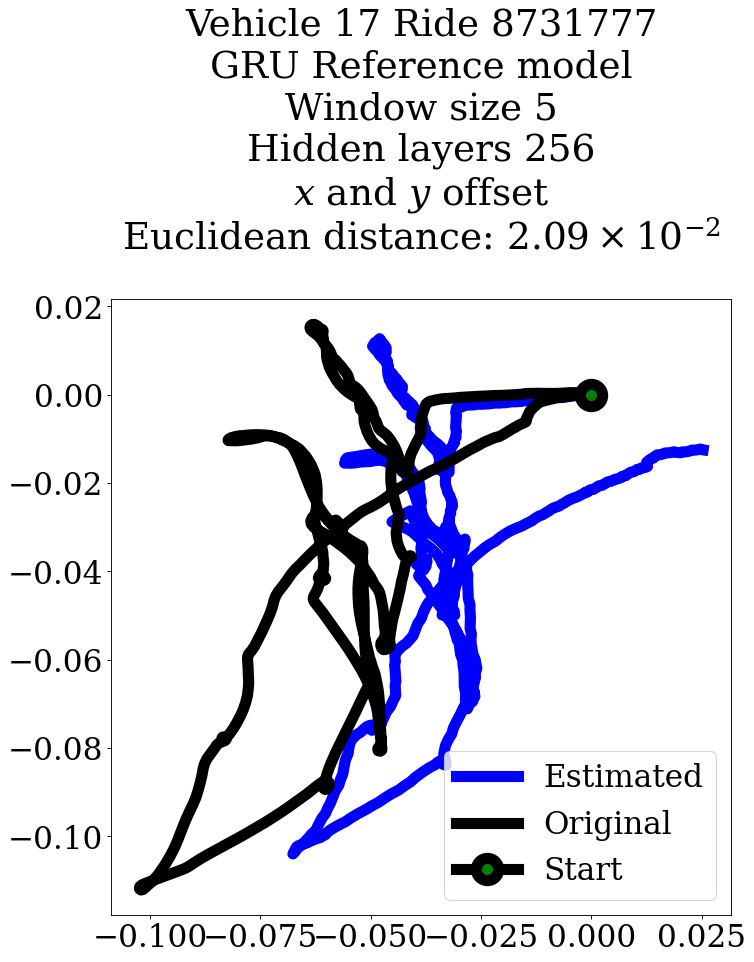 Vehicle 17 Ride 8731777
GRU Reference model
Window size 5
Hidden layers 256
x and y offset
Euclidean distance: 2.09 × 10⁻²
0.02
0.00
−0.02
−0.04
−0.06
−0.08
−0.10
Estimated
Original
Start
−0.100 −0.075 −0.050 −0.025 0.000 0.025